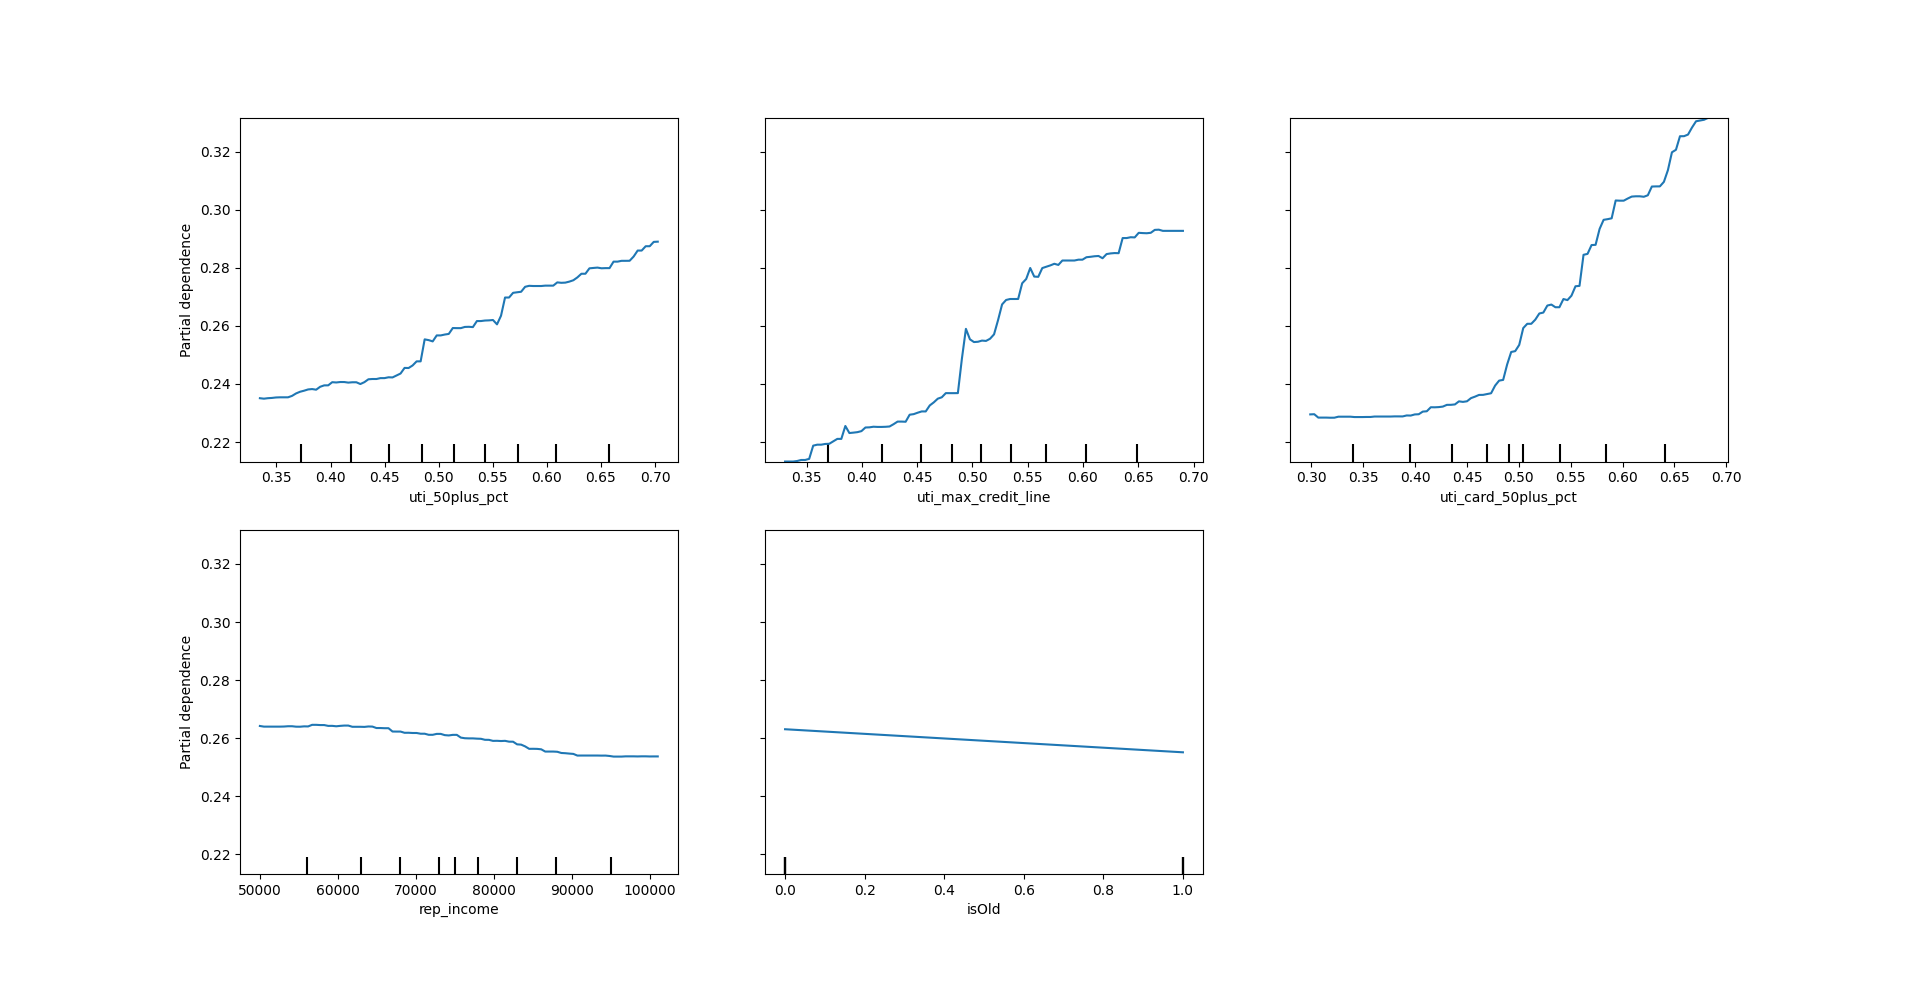 0.32
0.30
0.28
0.26
0.24
0.22
Partial dependence
0.35 0.40 0.45 0.50 0.55 0.60 0.65 0.70
uti_50plus_pct
0.35 0.40 0.45 0.50 0.55 0.60 0.65 0.70
uti_max_credit_line
0.30 0.35 0.40 0.45 0.50 0.55 0.60 0.65 0.70
uti_card_50plus_pct
0.32
0.30
0.28
0.26
0.24
0.22
Partial dependence
50000 60000 70000 80000 90000 100000
rep_income
0.0 0.2 0.4 0.6 0.8 1.0
isOld